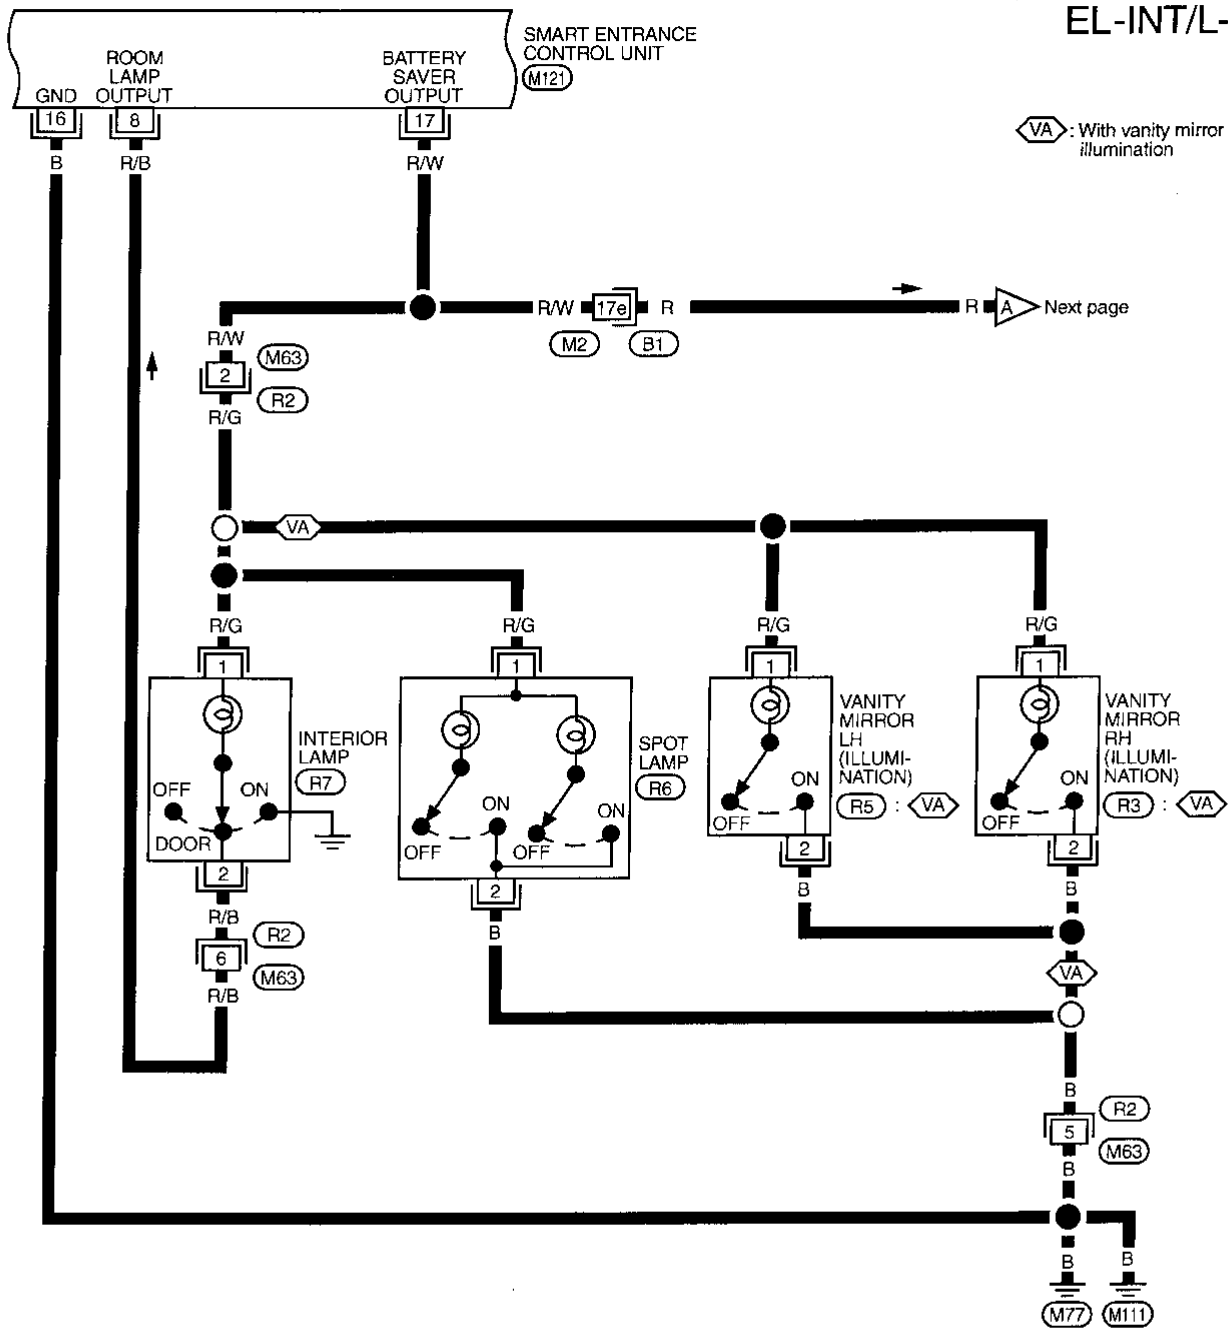 EL-INT/L-
SMART ENTRANCE
CONTROL UNIT
M121
ROOM
LAMP
OUTPUT
BATTERY
SAVER
OUTPUT
GND
16
8
17
B
R/B
R/W
VA : With vanity mirror
illumination
R/W
17e
R
R
A
Next page
M2
B1
R/W
M63
2
R2
R/G
VA
R/G
R/G
R/G
R/G
1
1
1
1
INTERIOR
LAMP
R7
OFF
ON
DOOR
SPOT
LAMP
R6
ON
OFF
ON
OFF
VANITY
MIRROR
LH
(ILLUMI-
NATION)
R5 : VA
ON
OFF
VANITY
MIRROR
RH
(ILLUMI-
NATION)
R3 : VA
ON
OFF
2
2
2
2
R/B
B
B
B
R2
6
M63
R/B
VA
B
R2
5
M63
B
B
B
M77
M111